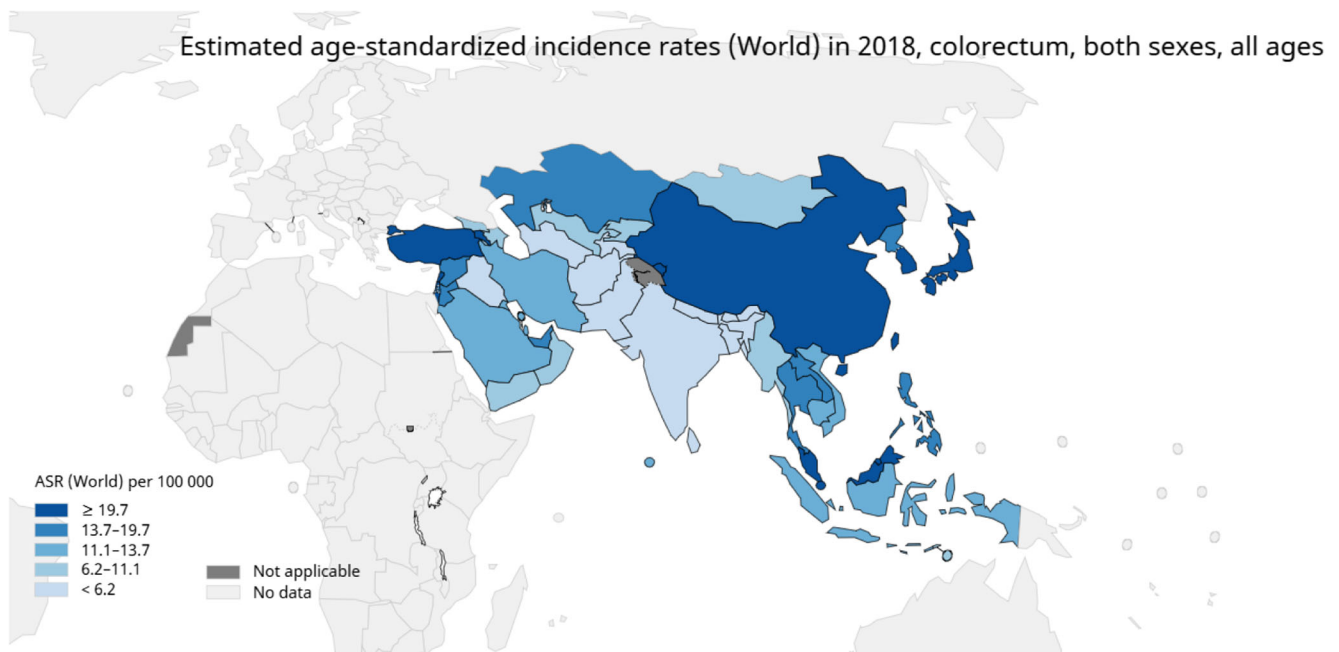 Estimated age-standardized incidence rates (World) in 2018, colorectum, both sexes, all ages
ASR (World) per 100 000
≥ 19.7
13.7–19.7
11.1–13.7
6.2–11.1
< 6.2
Not applicable
No data